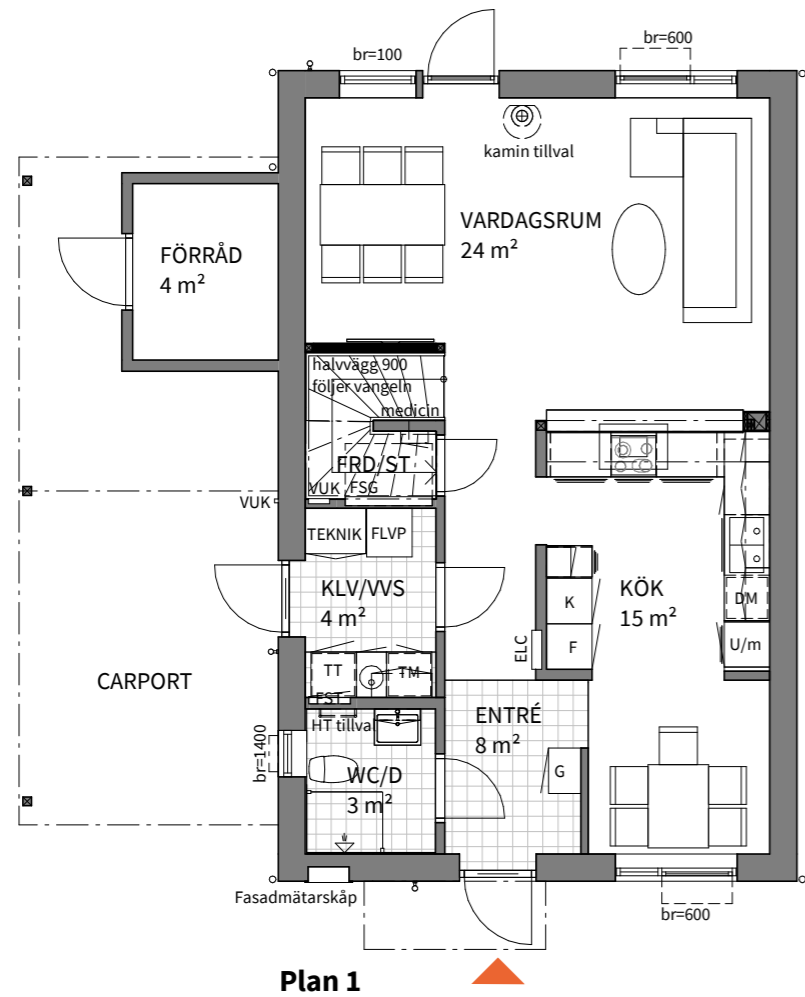 br=600
br=100
kamin tillval
VARDAGSRUM
24 m²
FÖRRÅD
4 m²
halvvägg 900
följer vangeln
medicin
FRD/ST
VUK
FSG
VUK
TEKNIK
FLVP
KLV/VVS
4 m²
KÖK
15 m²
K
DM
F
U/m
ELC
TT
TM
FST
CARPORT
ENTRÉ
8 m²
HT tillval
br=1400
WC/D
3 m²
G
Fasadmätarskåp
br=600
Plan 1